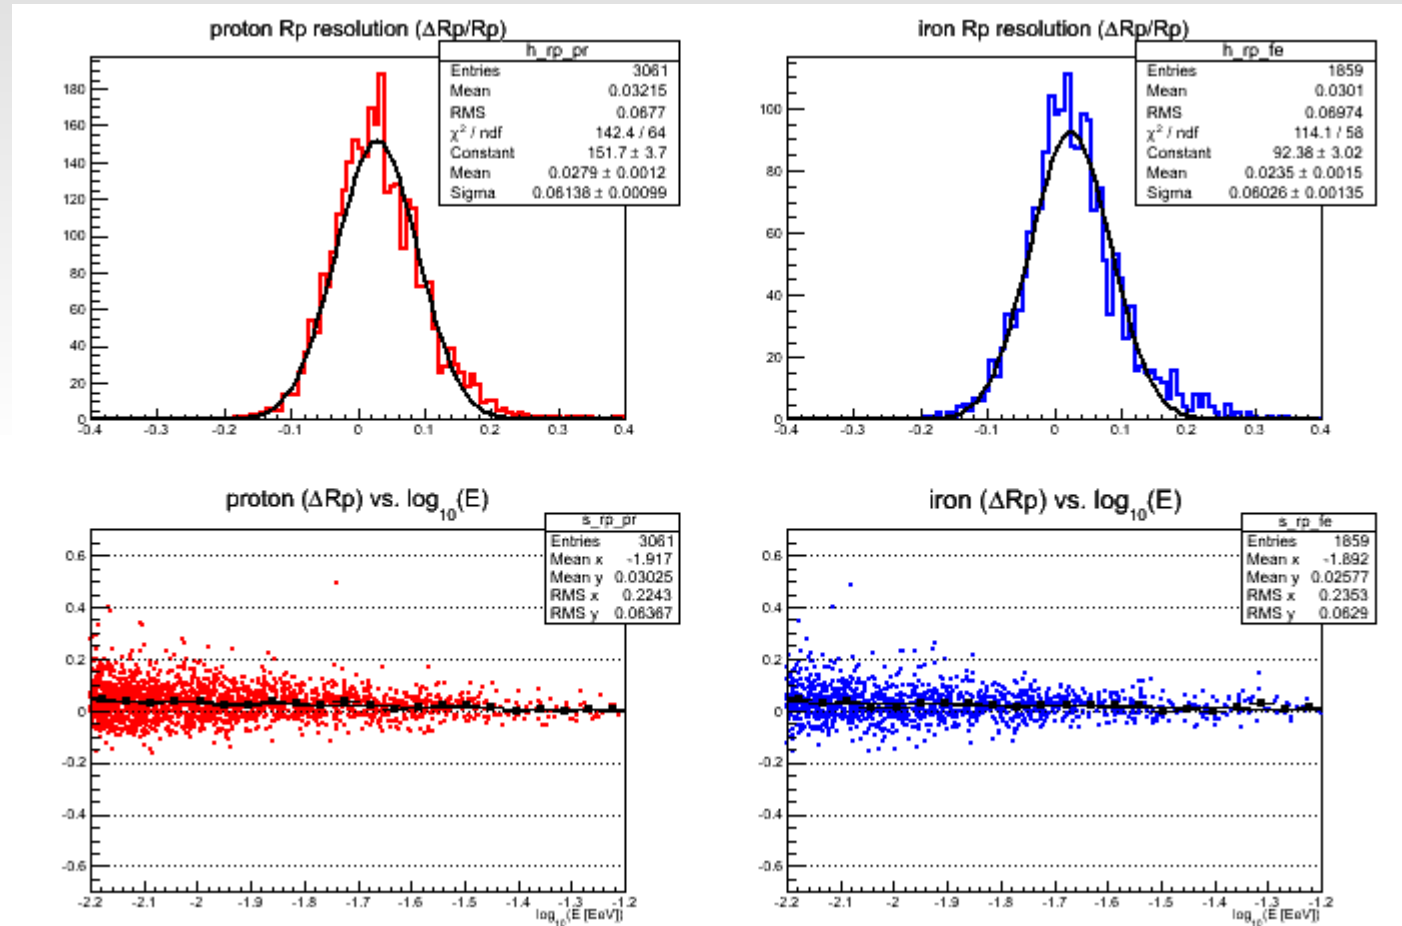 proton Rp resolution (ΔRp/Rp)
h_rp_pr
Entries 3061
Mean 0.03215
RMS 0.0677
χ² / ndf 142.4 / 64
Constant 151.7 ± 3.7
Mean 0.0279 ± 0.0012
Sigma 0.06138 ± 0.00099
180
160
140
120
100
80
60
40
20
0
-0.4 -0.3 -0.2 -0.1 0 0.1 0.2 0.3 0.4
iron Rp resolution (ΔRp/Rp)
h_rp_fe
Entries 1859
Mean 0.0301
RMS 0.06974
χ² / ndf 114.1 / 58
Constant 92.38 ± 3.02
Mean 0.0235 ± 0.0015
Sigma 0.06026 ± 0.00135
100
80
60
40
20
0
-0.4 -0.3 -0.2 -0.1 0 0.1 0.2 0.3 0.4
proton (ΔRp) vs. log₁₀(E)
s_rp_pr
Entries 3061
Mean x -1.917
Mean y 0.03025
RMS x 0.2243
RMS y 0.06367
0.6
0.4
0.2
0
-0.2
-0.4
-0.6
-2.2 -2.1 -2 -1.9 -1.8 -1.7 -1.6 -1.5 -1.4 -1.3 -1.2
log₁₀(E [EeV])
iron (ΔRp) vs. log₁₀(E)
s_rp_fe
Entries 1859
Mean x -1.892
Mean y 0.02577
RMS x 0.2353
RMS y 0.0629
0.6
0.4
0.2
0
-0.2
-0.4
-0.6
-2.2 -2.1 -2 -1.9 -1.8 -1.7 -1.6 -1.5 -1.4 -1.3 -1.2
log₁₀(E [EeV])